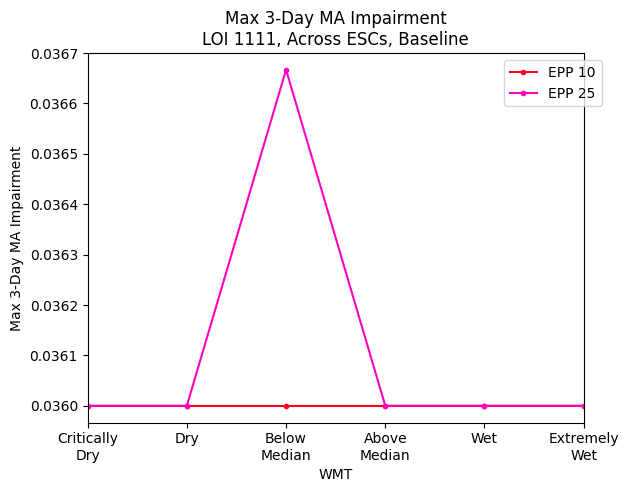 Max 3-Day MA Impairment
LOI 1111, Across ESCs, Baseline
EPP 10
EPP 25
Max 3-Day MA Impairment
0.0367
0.0366
0.0365
0.0364
0.0363
0.0362
0.0361
0.0360
Critically
Dry
Dry
Below
Median
Above
Median
Wet
Extremely
Wet
WMT